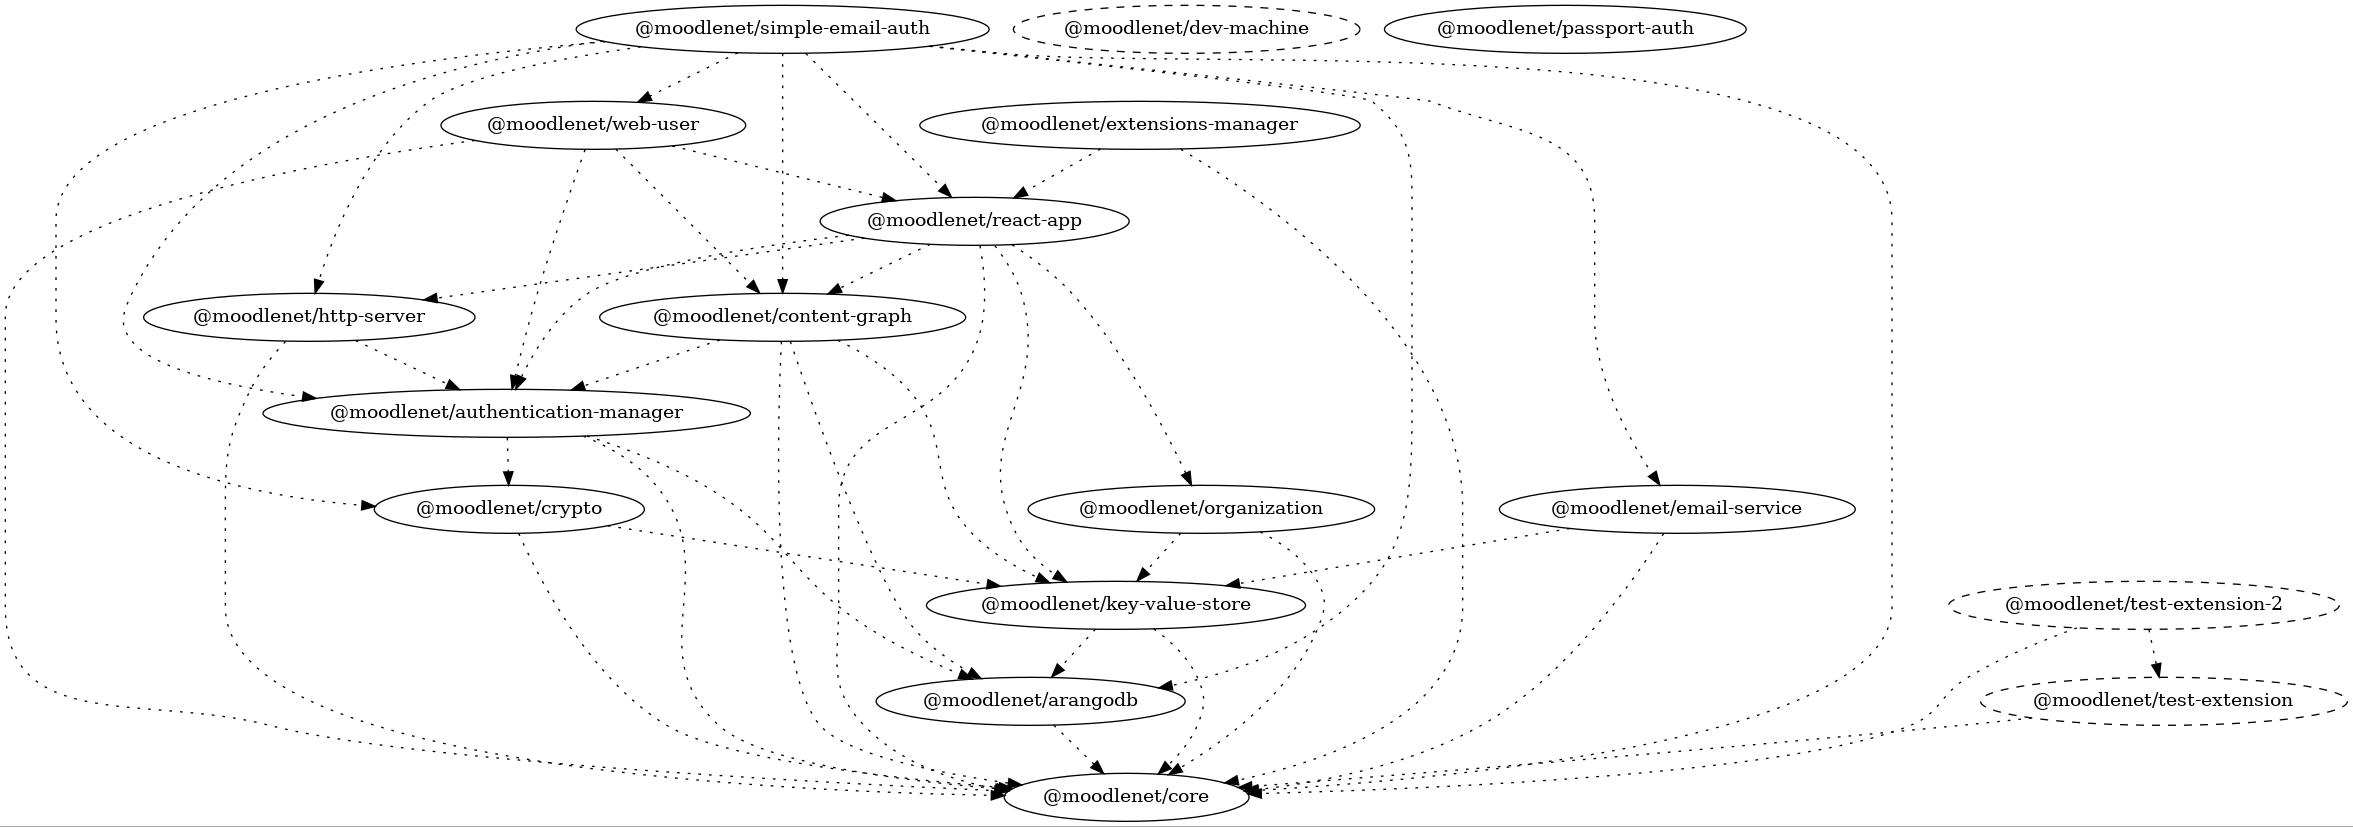 @moodlenet/simple-email-auth
@moodlenet/dev-machine
@moodlenet/passport-auth
@moodlenet/web-user
@moodlenet/extensions-manager
@moodlenet/react-app
@moodlenet/http-server
@moodlenet/content-graph
@moodlenet/authentication-manager
@moodlenet/crypto
@moodlenet/organization
@moodlenet/email-service
@moodlenet/key-value-store
@moodlenet/test-extension-2
@moodlenet/arangodb
@moodlenet/test-extension
@moodlenet/core